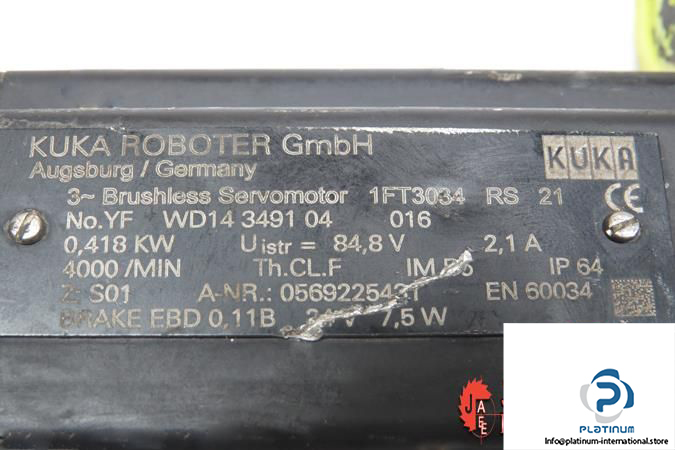 KUKA ROBOTER GmbH
Augsburg / Germany
KUKA
3~ Brushless Servomotor 1FT3034 RS 21
CE
No.YF WD14 3491 04 016
0,418 KW U istr = 84,8 V 2,1 A
4000 /MIN Th.CL.F IM IP 64
Z: S01 A-NR.: EN 60034
BRAKE EBD 0,11B 7,5 W
JAEE
PLATINUM
Info@platinum-international.store